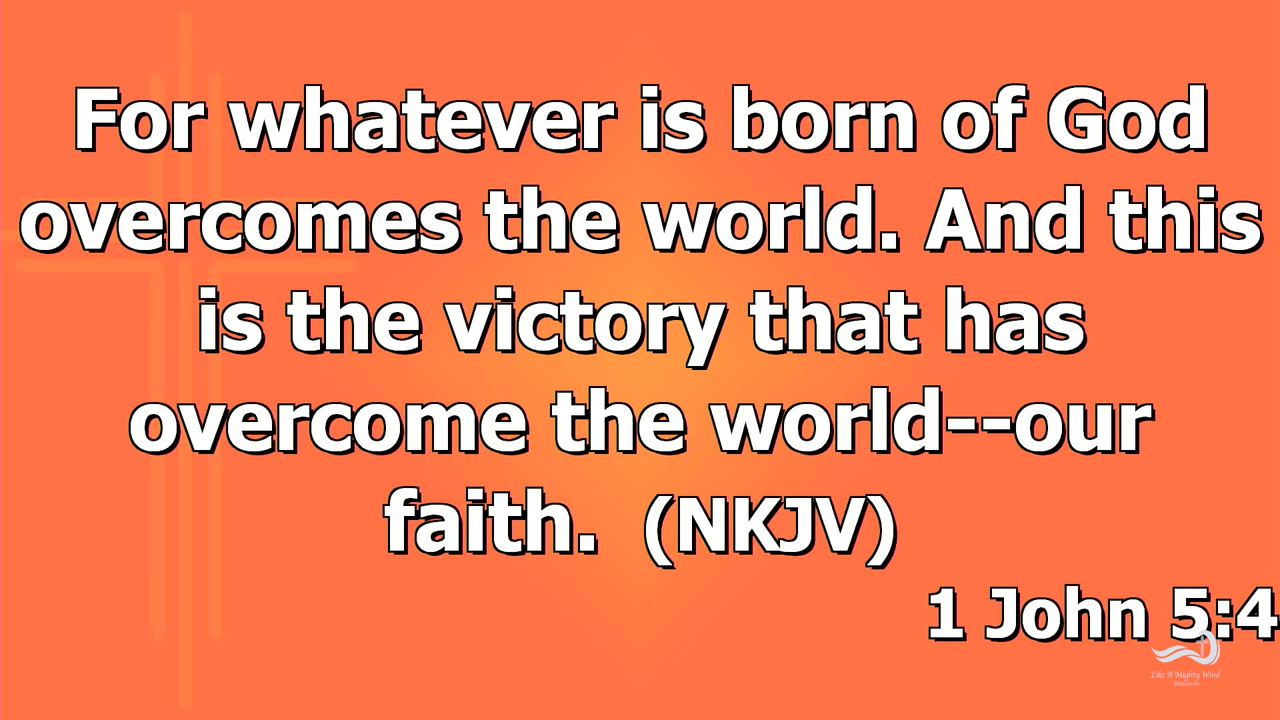 For whatever is born of God
overcomes the world. And this
is the victory that has
overcome the world--our
faith.  (NKJV)
1 John 5:4
Like A Mighty Wind
Ministries